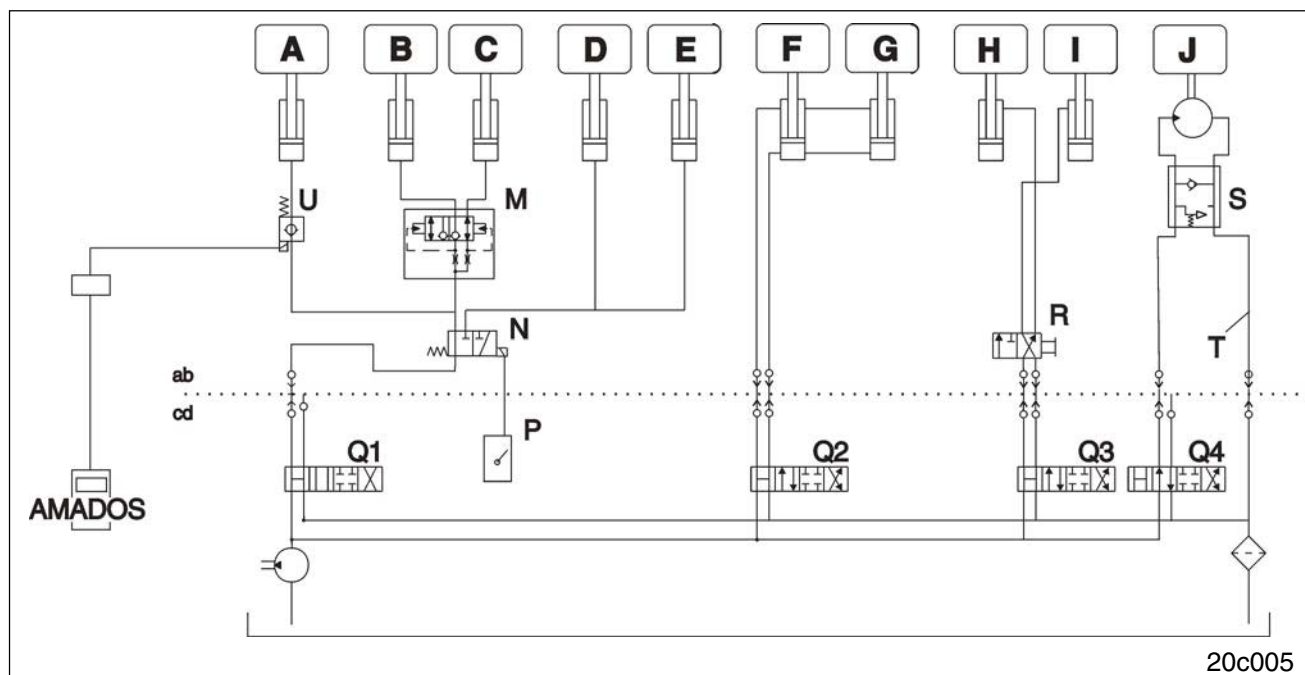 A B C D E F G H I J
U M S
N R T
ab
cd
P
Q1 Q2 Q3 Q4
AMADOS
20c005